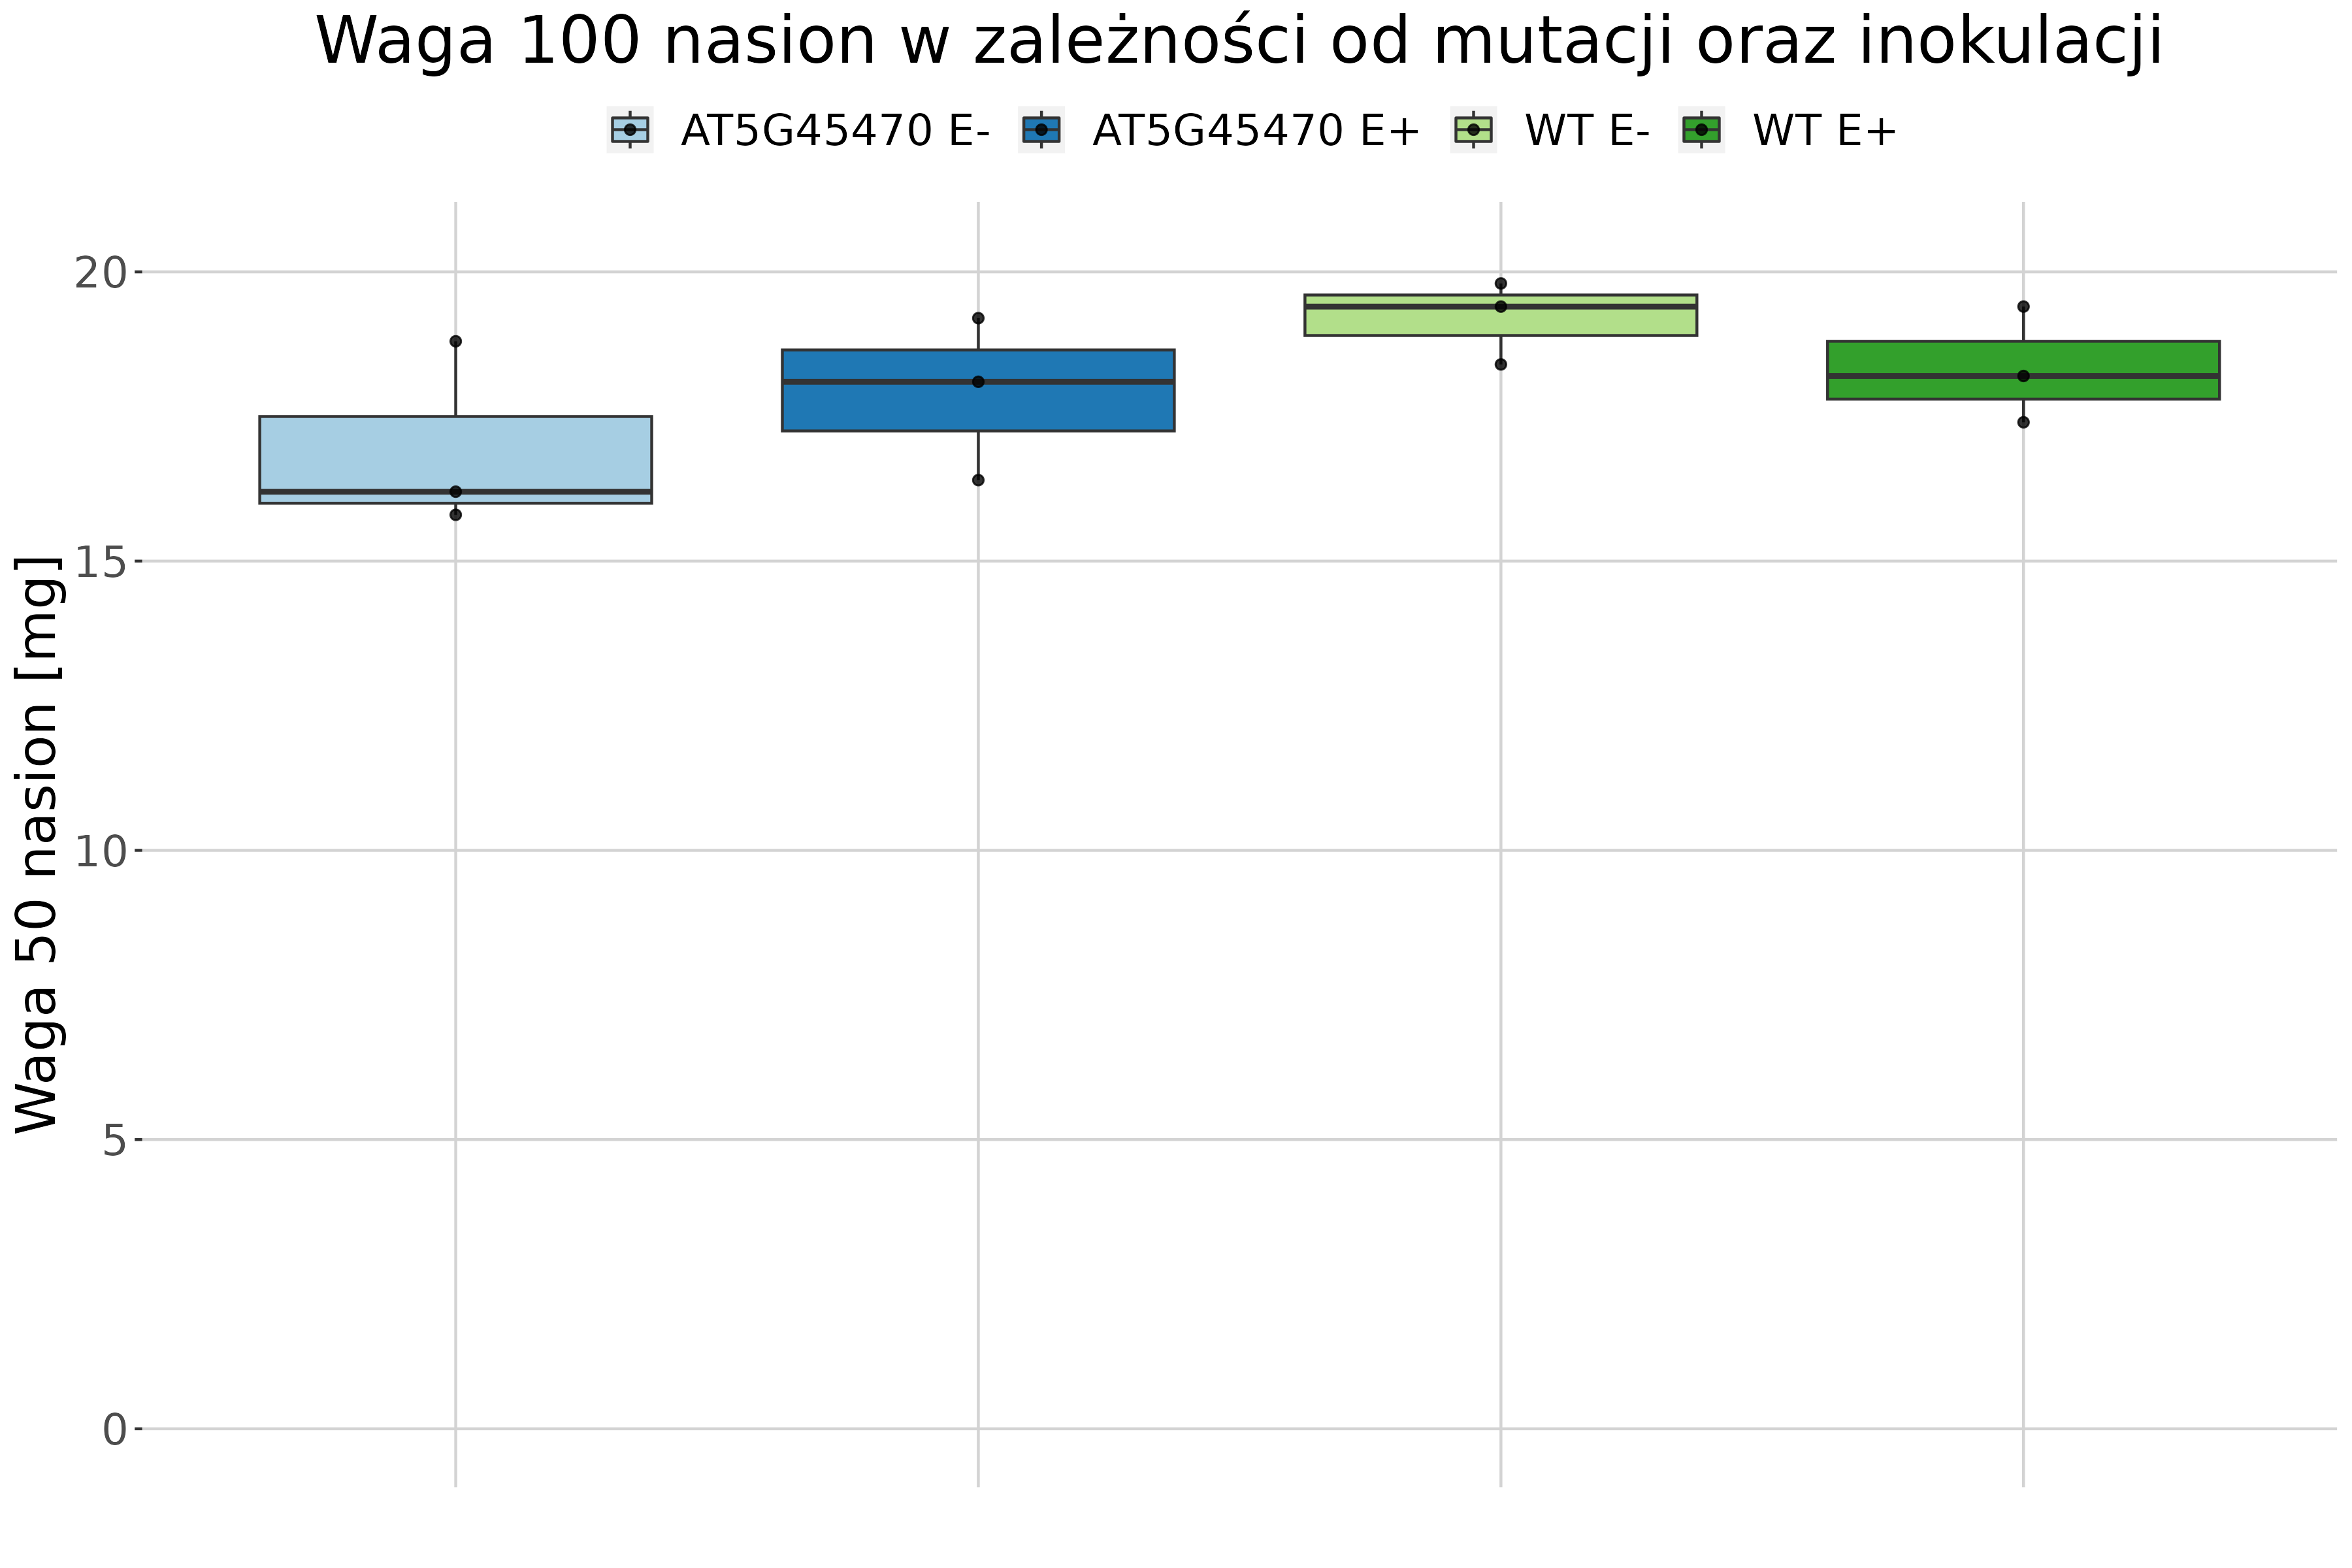 Waga 100 nasion w zależności od mutacji oraz inokulacji
AT5G45470 E- AT5G45470 E+ WT E- WT E+
Waga 50 nasion [mg]
20
15
10
5
0